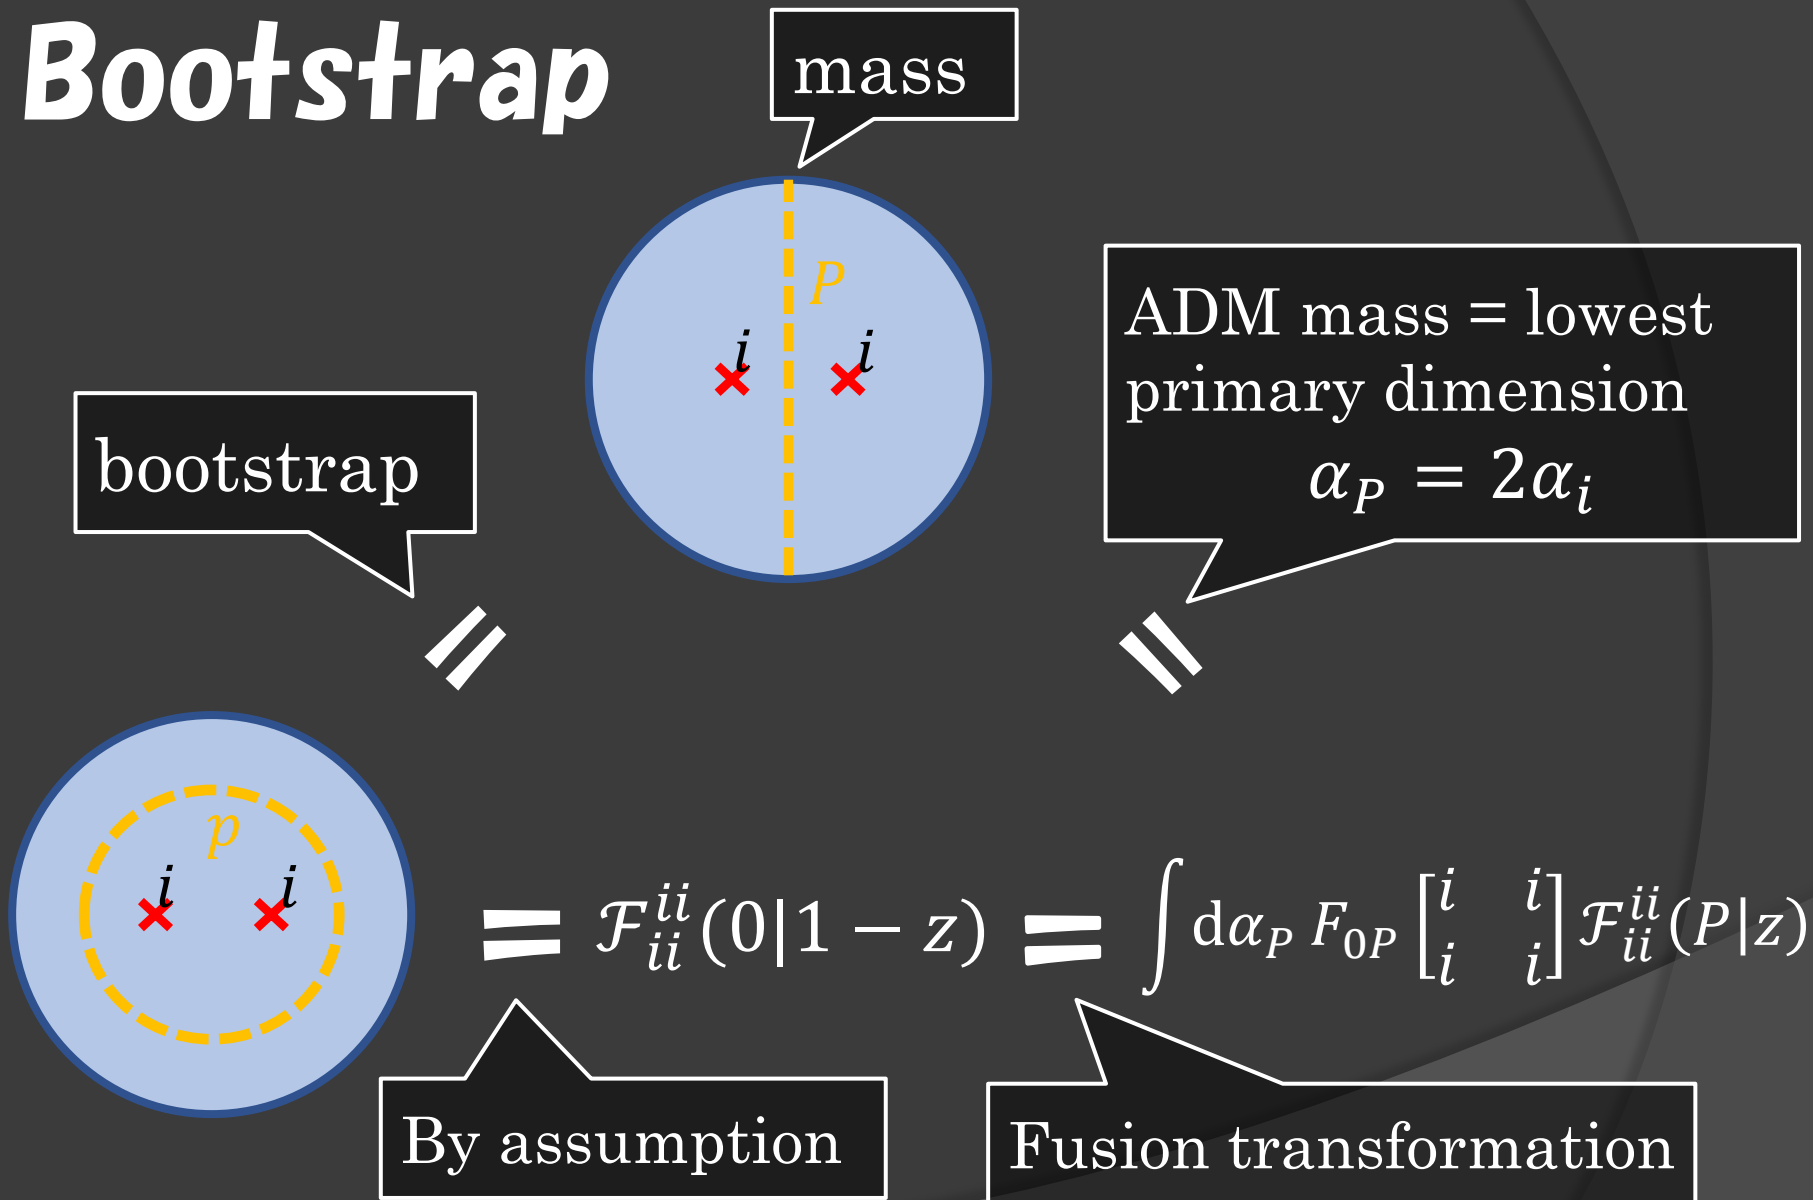 Bootstrap
mass
P
i i
ADM mass = lowest
primary dimension
α_P = 2α_i
bootstrap
=
=
p
i i
= ℱ^{ii}_{ii}(0|1 − z) = ∫ dα_P F_{0P} [i i; i i] ℱ^{ii}_{ii}(P|z)
By assumption
Fusion transformation